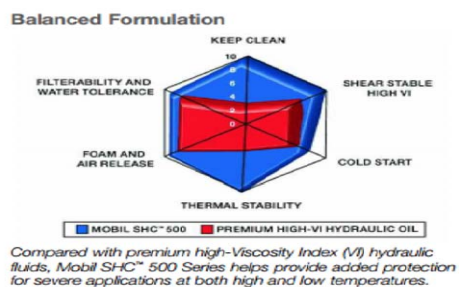 Balanced Formulation
KEEP CLEAN
10
8
6
4
2
0
FILTERABILITY AND
WATER TOLERANCE
SHEAR STABLE
HIGH VI
FOAM AND
AIR RELEASE
COLD START
THERMAL STABILITY
MOBIL SHC™ 500
PREMIUM HIGH-VI HYDRAULIC OIL
Compared with premium high-Viscosity Index (VI) hydraulic
fluids, Mobil SHC™ 500 Series helps provide added protection
for severe applications at both high and low temperatures.